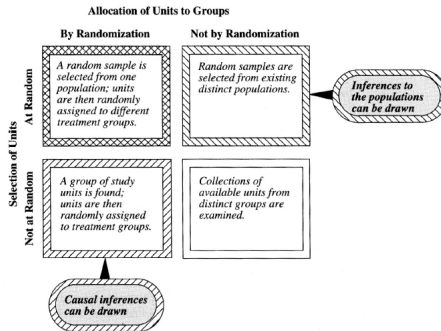 Allocation of Units to Groups
By Randomization
Not by Randomization
Selection of Units
At Random
A random sample is
selected from one
population; units
are then randomly
assigned to different
treatment groups.
Random samples are
selected from existing
distinct populations.
Inferences to
the populations
can be drawn
Not at Random
A group of study
units is found;
units are then
randomly assigned
to treatment groups.
Collections of
available units from
distinct groups are
examined.
Causal inferences
can be drawn